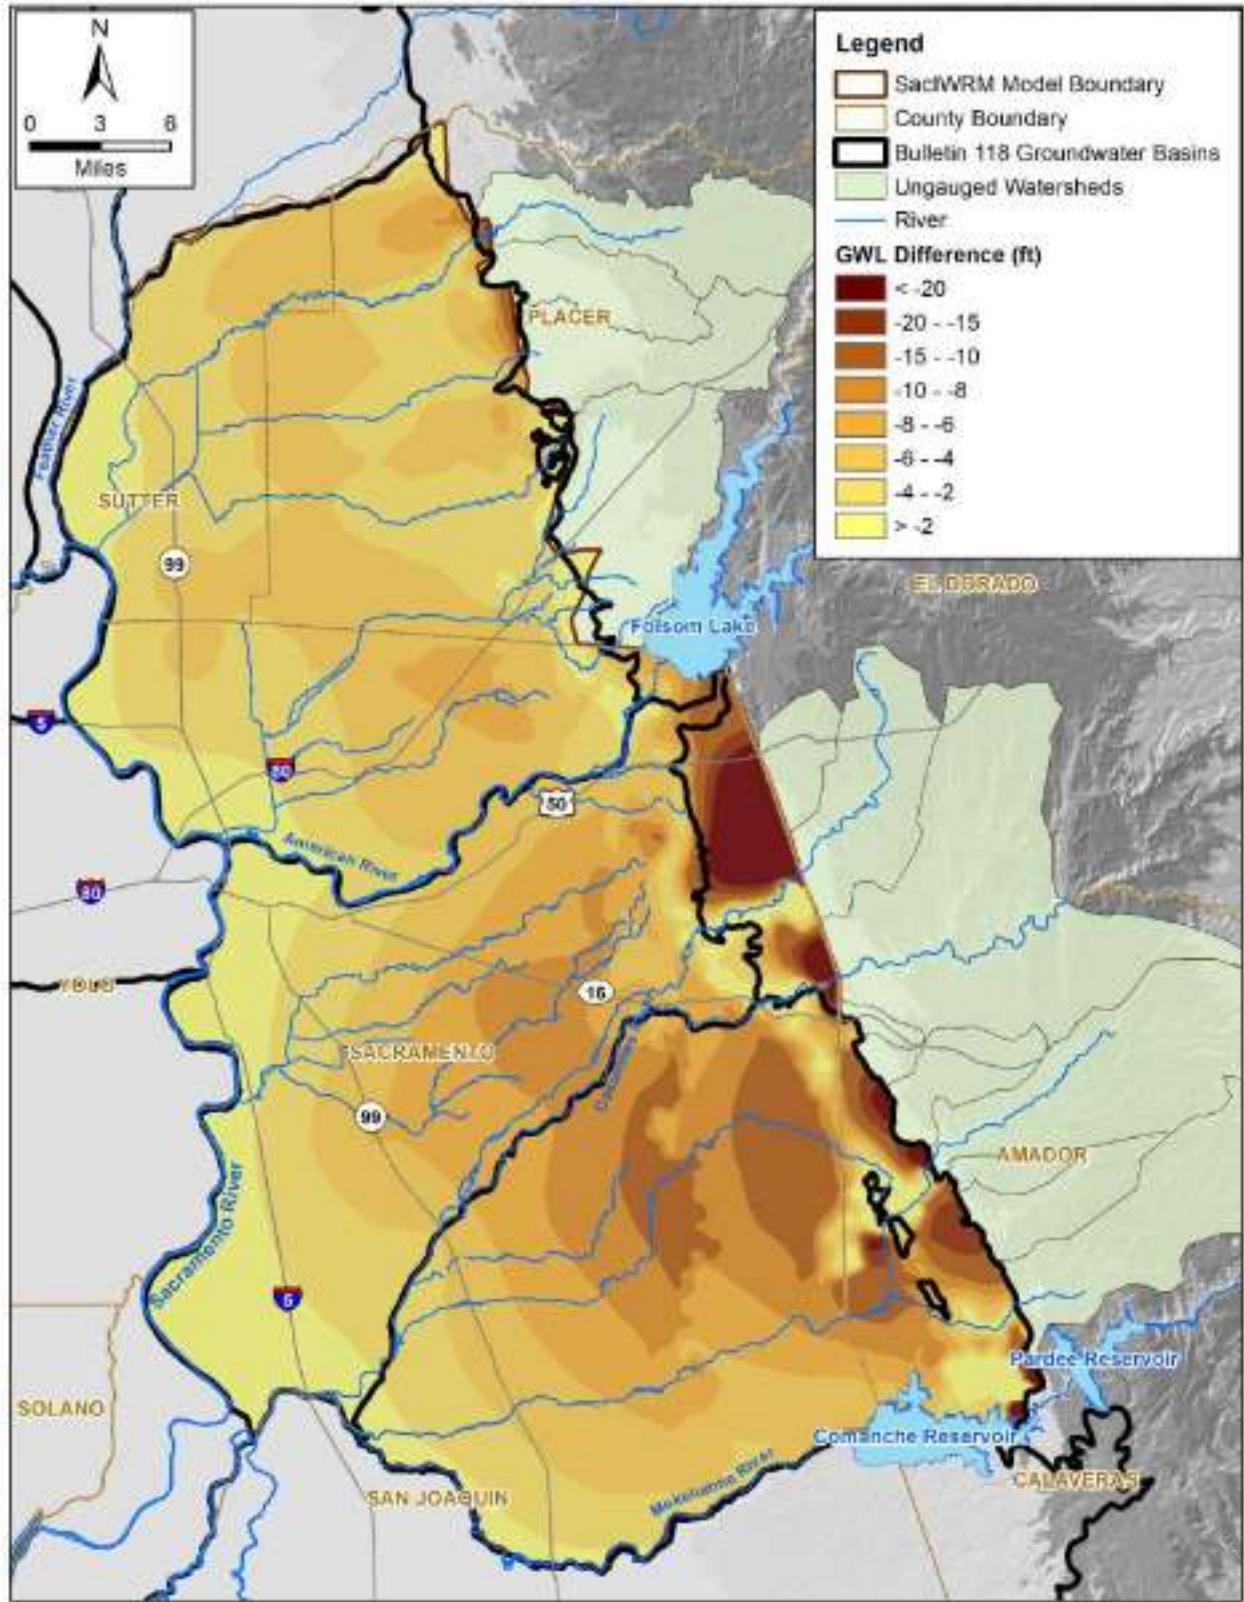 N
0 3 6
Miles
Legend
SacIWRM Model Boundary
County Boundary
Bulletin 118 Groundwater Basins
Ungauged Watersheds
River
GWL Difference (ft)
< -20
-20 - -15
-15 - -10
-10 - -8
-8 - -6
-6 - -4
-4 - -2
> -2
PLACER
Feather River
SUTTER
99
EL DORADO
Folsom Lake
5
80
50
American River
80
YOLO
16
SACRAMENTO
99
AMADOR
Sacramento River
5
Pardee Reservoir
SOLANO
Comanche Reservoir
CALAVERAS
SAN JOAQUIN
Mokelumne River